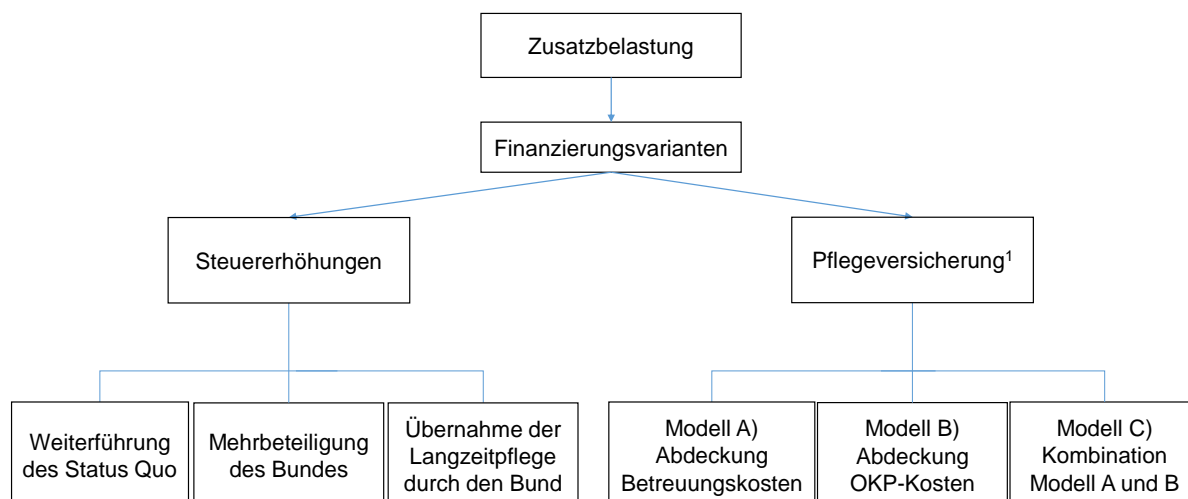 Zusatzbelastung
Finanzierungsvarianten
Steuererhöhungen
Pflegeversicherung¹
Weiterführung
des Status Quo
Mehrbeteiligung
des Bundes
Übernahme der
Langzeitpflege
durch den Bund
Modell A)
Abdeckung
Betreuungskosten
Modell B)
Abdeckung
OKP-Kosten
Modell C)
Kombination
Modell A und B